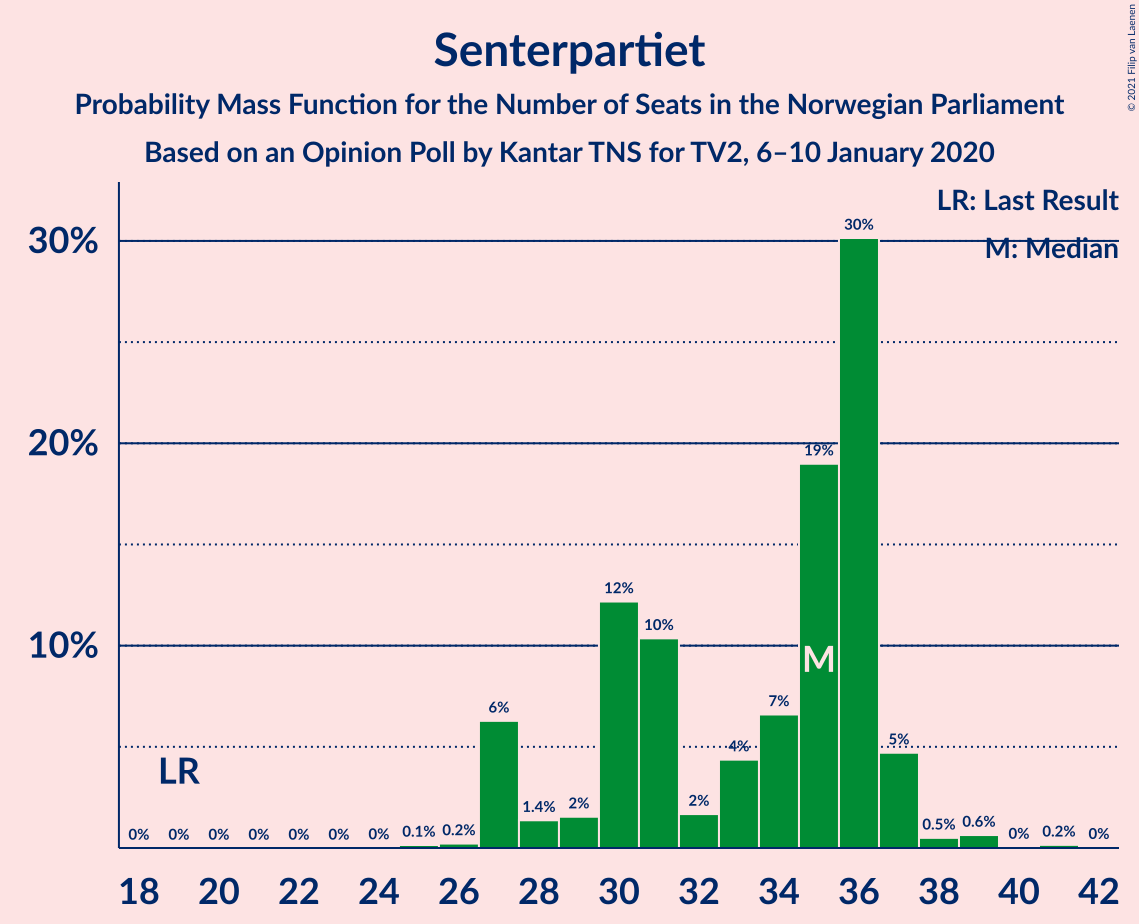 © 2021 Filip van Laenen
Senterpartiet
Probability Mass Function for the Number of Seats in the Norwegian Parliament
Based on an Opinion Poll by Kantar TNS for TV2, 6–10 January 2020
LR: Last Result
M: Median
30%
20%
10%
LR
M
0% 0% 0% 0% 0% 0% 0% 0.1% 0.2% 6% 1.4% 2% 12% 10% 2% 4% 7% 19% 30% 5% 0.5% 0.6% 0% 0.2% 0%
18 20 22 24 26 28 30 32 34 36 38 40 42